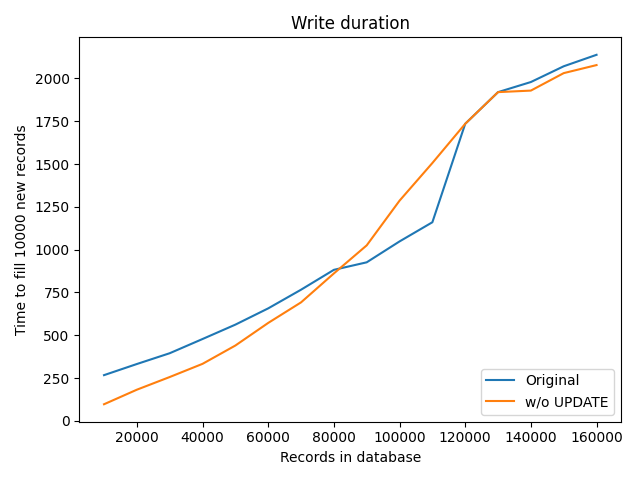 Write duration
Time to fill 10000 new records
2000
1750
1500
1250
1000
750
500
250
0
Original
w/o UPDATE
20000 40000 60000 80000 100000 120000 140000 160000
Records in database